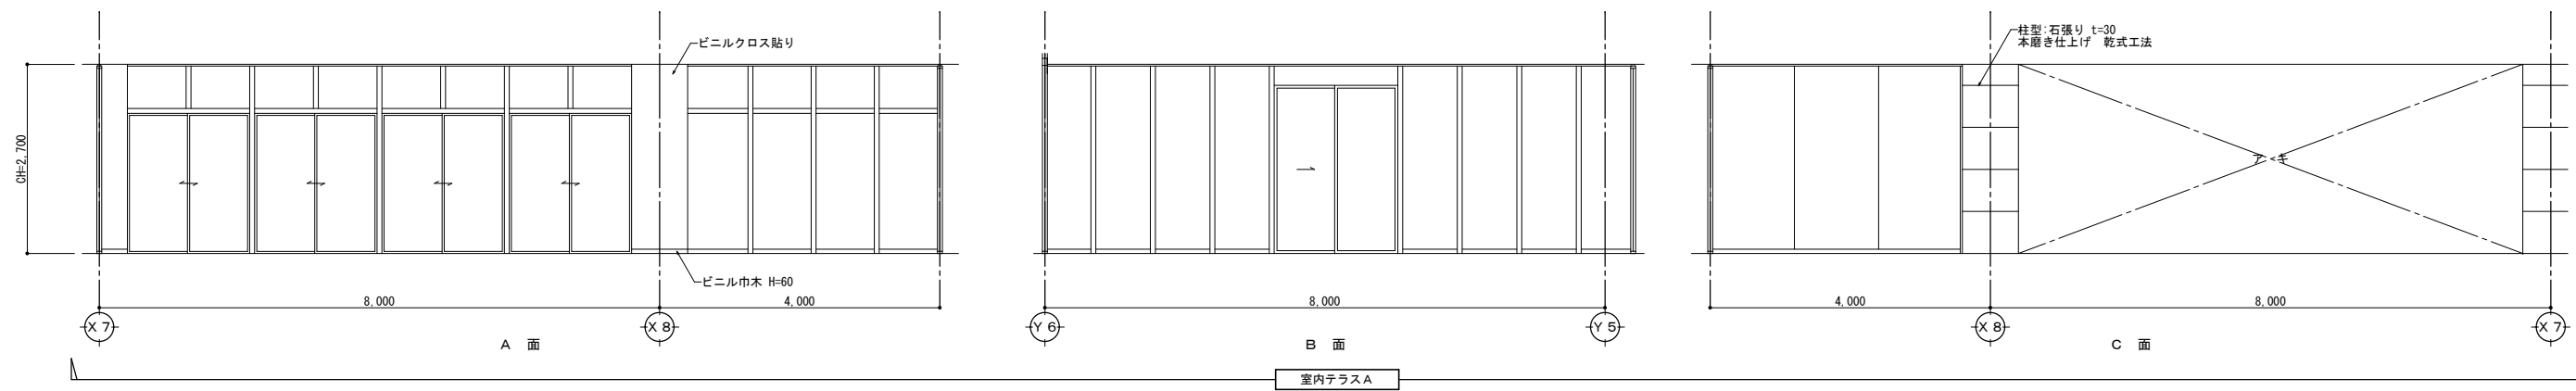 ビニルクロス貼り
柱型:石張り t=30
本磨き仕上げ 乾式工法
CH=2,700
アキ
ビニル巾木 H=60
8,000
4,000
8,000
4,000
8,000
X7
X8
Y6
Y5
X8
X7
A 面
B 面
C 面
室内テラスA